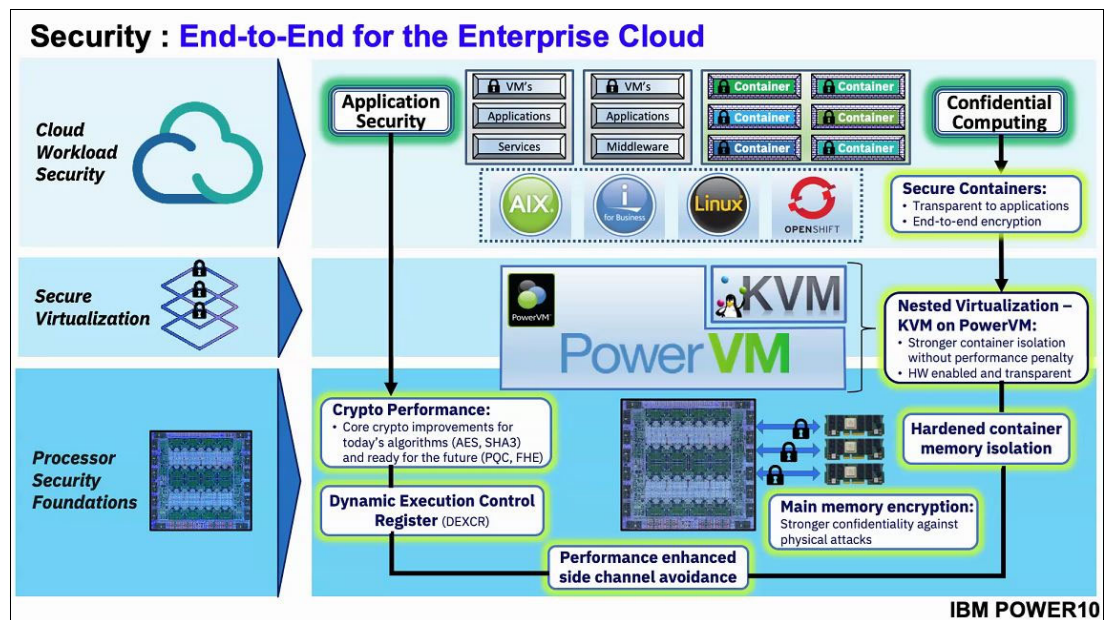 Security : End-to-End for the Enterprise Cloud
Cloud
Workload
Security
Application
Security
VM's
Applications
Services
VM's
Applications
Middleware
Container
Container
Container
Container
Container
Container
Confidential
Computing
AIX®
i
for Business
Linux
OPENSHIFT
Secure Containers:
• Transparent to applications
• End-to-end encryption
Secure
Virtualization
PowerVM™
KVM
PowerVM
Nested Virtualization –
KVM on PowerVM:
• Stronger container isolation
without performance penalty
• HW enabled and transparent
Processor
Security
Foundations
Crypto Performance:
• Core crypto improvements for
today's algorithms (AES, SHA3)
and ready for the future (PQC, FHE)
Dynamic Execution Control
Register (DEXCR)
Hardened container
memory isolation
Main memory encryption:
Stronger confidentiality against
physical attacks
Performance enhanced
side channel avoidance
IBM POWER10